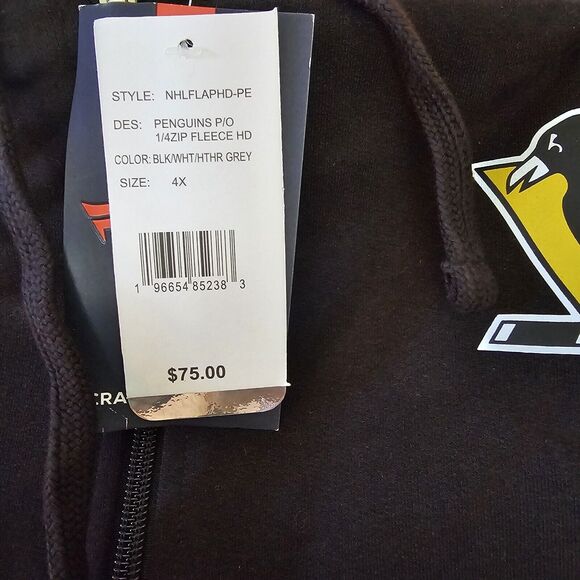 STYLE: NHLFLAPHD-PE
DES: PENGUINS P/O
1/4ZIP FLEECE HD
COLOR: BLK/WHT/HTHR GREY
SIZE: 4X
1 96654 85238 3
$75.00
CRA